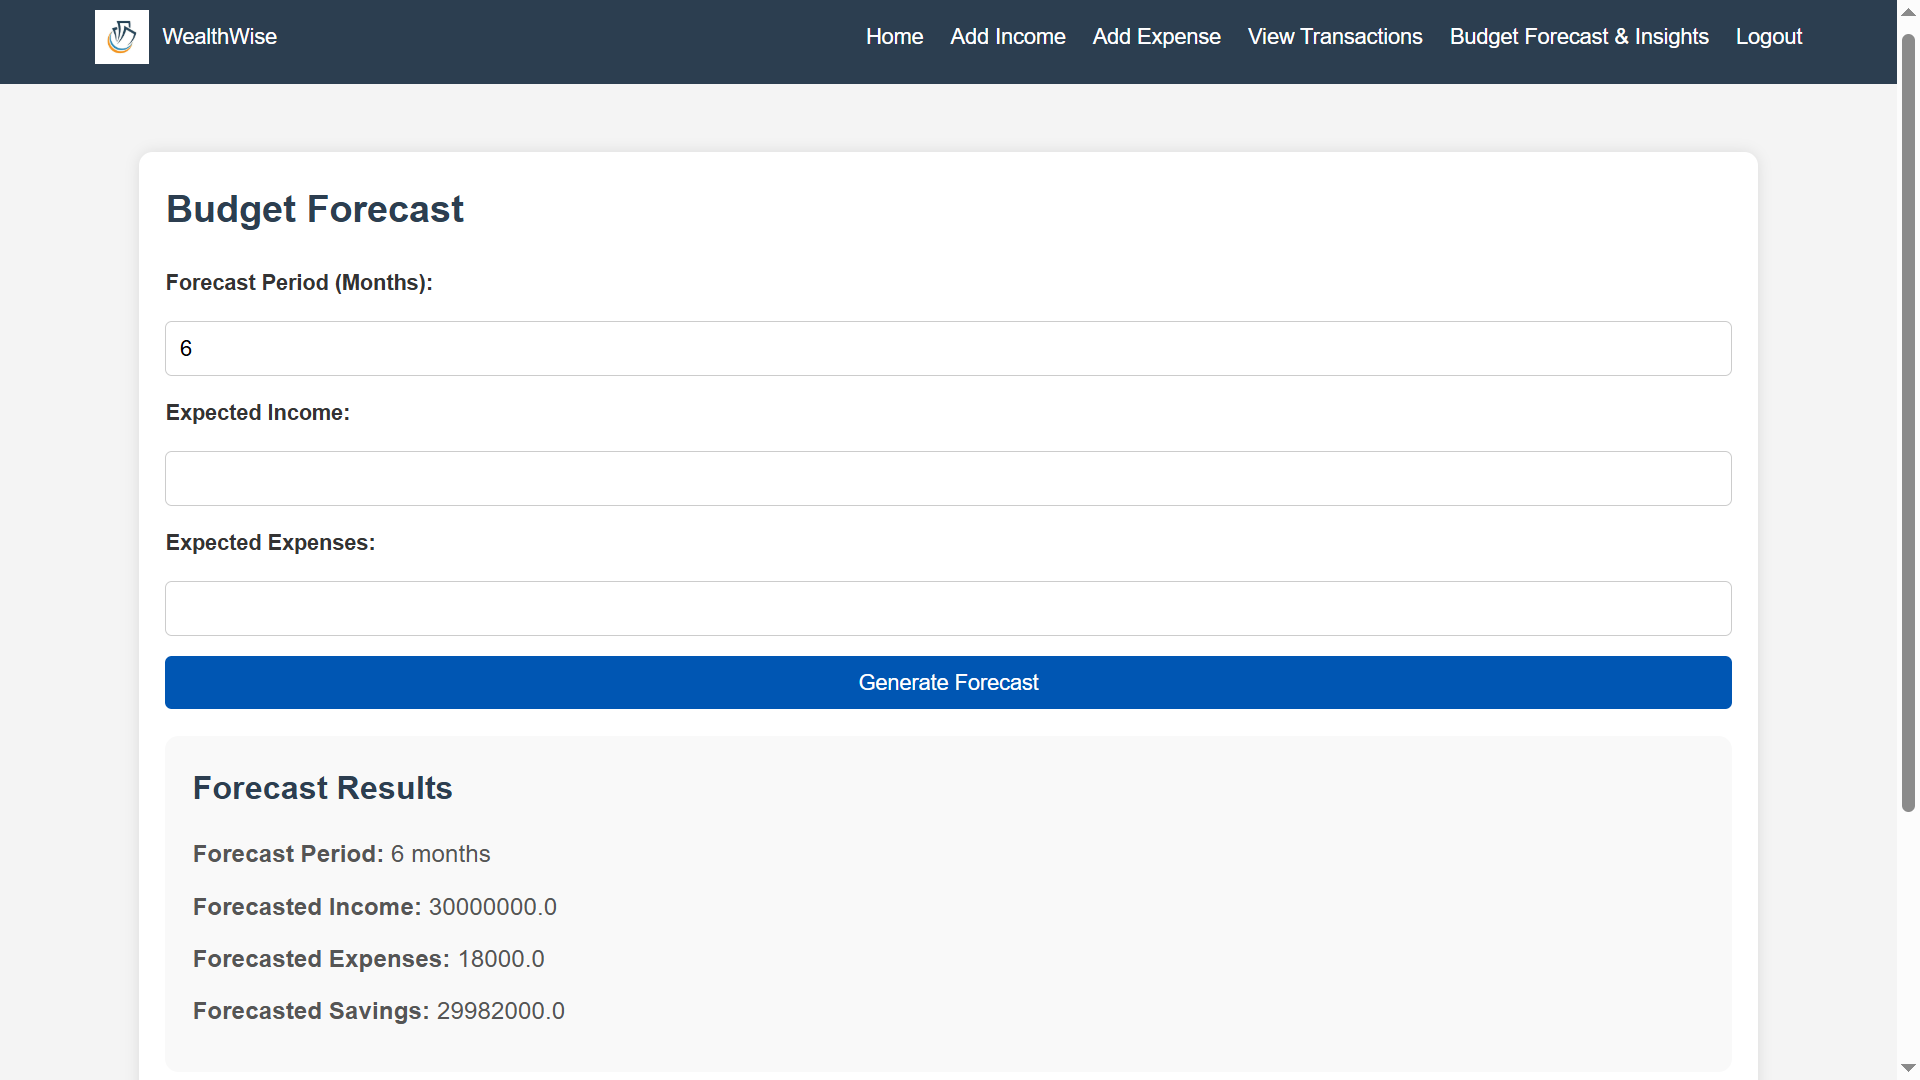 WealthWise
Home Add Income Add Expense View Transactions Budget Forecast & Insights Logout
Budget Forecast
Forecast Period (Months):
6
Expected Income:
Expected Expenses:
Generate Forecast
Forecast Results
Forecast Period: 6 months
Forecasted Income: 30000000.0
Forecasted Expenses: 18000.0
Forecasted Savings: 29982000.0